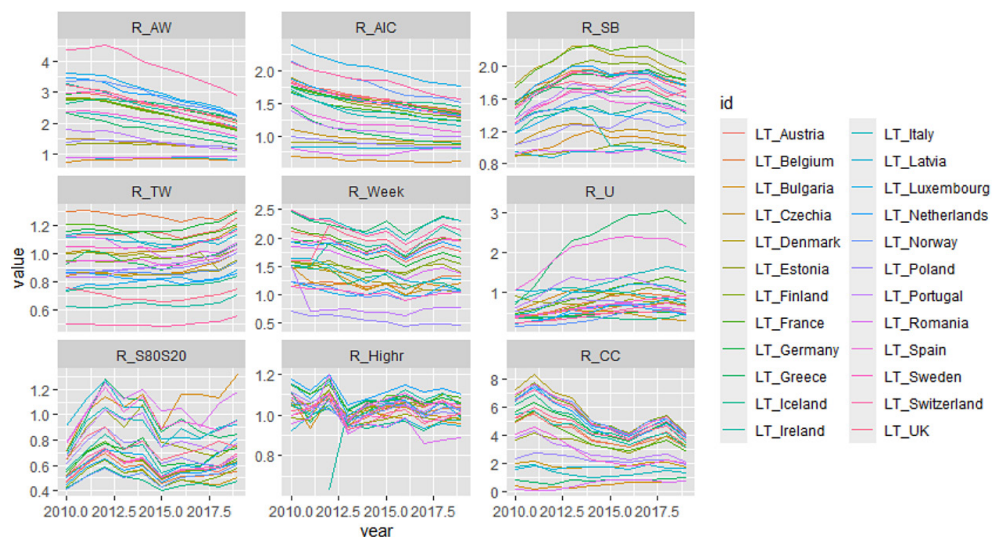 R_AW R_AIC R_SB
4
3
2
1
2.0
1.5
1.0
2.0
1.6
1.2
0.8
R_TW R_Week R_U
1.2
1.0
0.8
0.6
2.5
2.0
1.5
1.0
0.5
3
2
1
R_S80S20 R_Highr R_CC
1.2
1.0
0.8
0.6
0.4
1.2
1.0
0.8
8
6
4
2
0
2010.0 2012.5 2015.0 2017.5 2010.0 2012.5 2015.0 2017.5 2010.0 2012.5 2015.0 2017.5
year
value
id
LT_Austria LT_Italy
LT_Belgium LT_Latvia
LT_Bulgaria LT_Luxembourg
LT_Czechia LT_Netherlands
LT_Denmark LT_Norway
LT_Estonia LT_Poland
LT_Finland LT_Portugal
LT_France LT_Romania
LT_Germany LT_Spain
LT_Greece LT_Sweden
LT_Iceland LT_Switzerland
LT_Ireland LT_UK